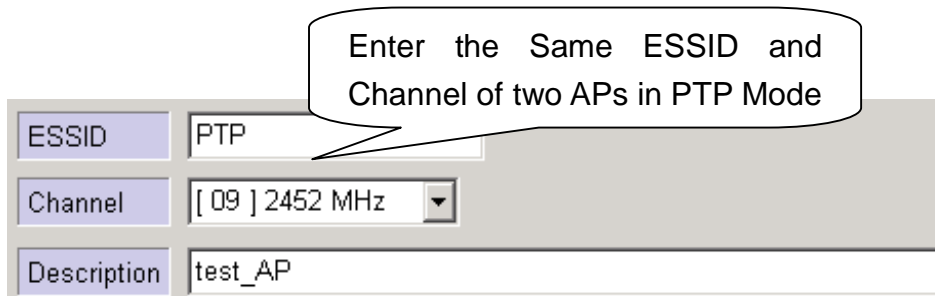 Enter the Same ESSID and
Channel of two APs in PTP Mode
ESSID PTP
Channel [ 09 ] 2452 MHz
Description test_AP